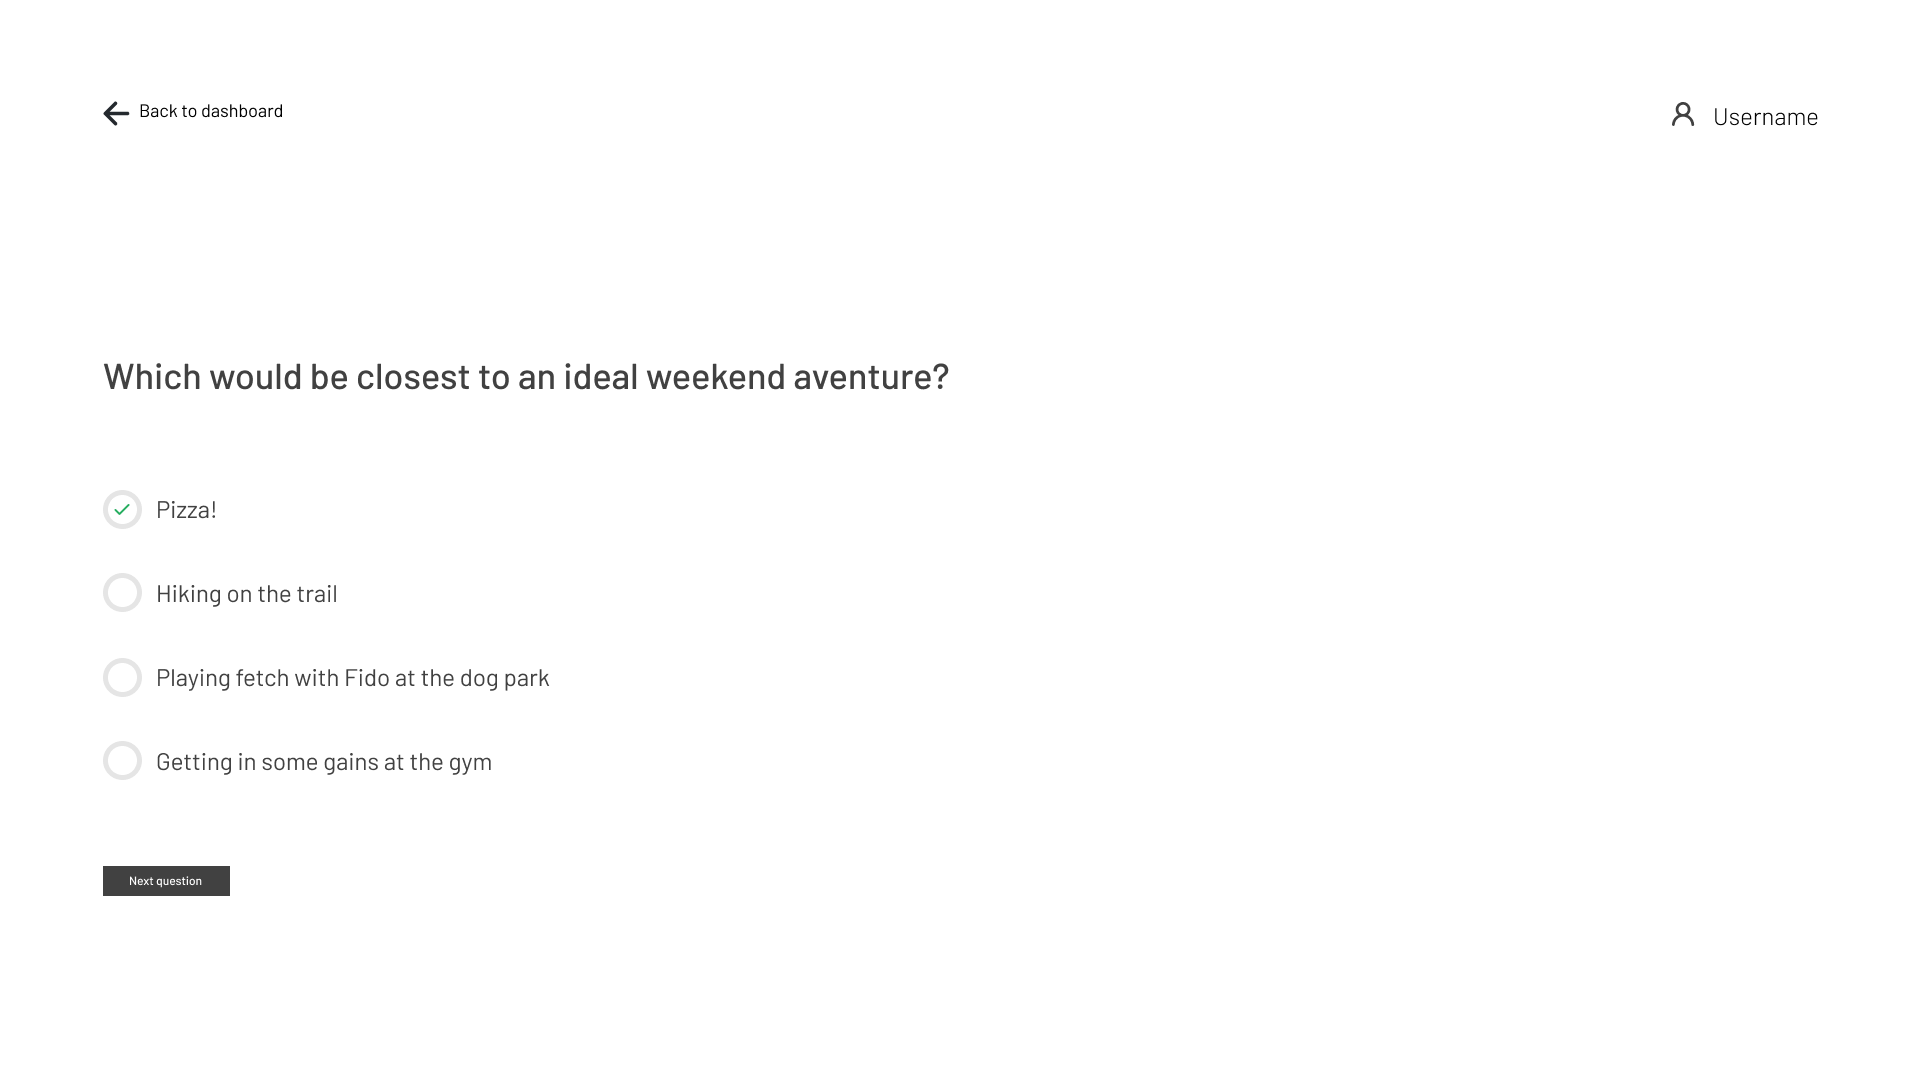 Back to dashboard
Username
Which would be closest to an ideal weekend aventure?
Pizza!
Hiking on the trail
Playing fetch with Fido at the dog park
Getting in some gains at the gym
Next question